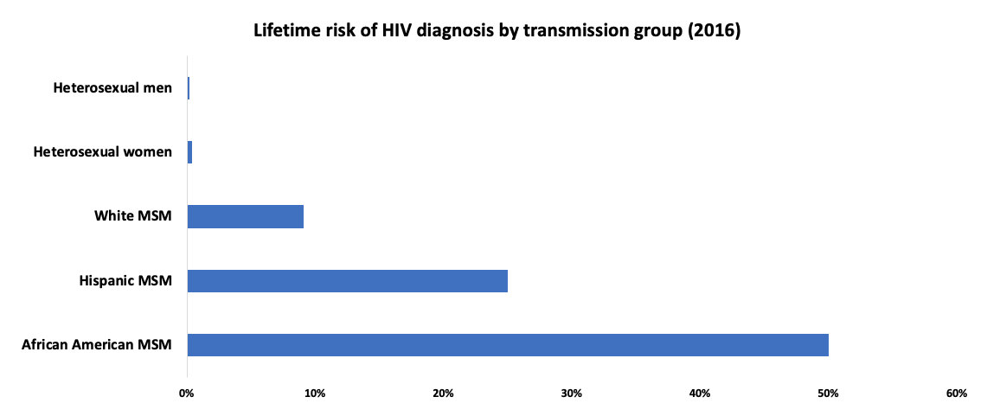 Lifetime risk of HIV diagnosis by transmission group (2016)
Heterosexual men
Heterosexual women
White MSM
Hispanic MSM
African American MSM
0% 10% 20% 30% 40% 50% 60%